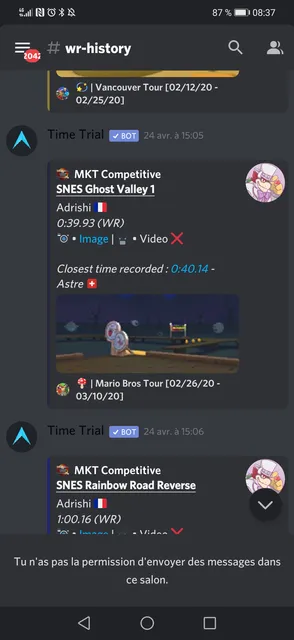 87 % 08:37
# wr-history
204
| Vancouver Tour [02/12/20 -
02/25/20]
Time Trial ✓ BOT 24 avr. à 15:05
MKT Competitive
SNES Ghost Valley 1
Adrishi 🇫🇷
0:39.93 (WR)
• Image | • Video ❌
Closest time recorded : 0:40.14 -
Astre 🇨🇭
🍄 | Mario Bros Tour [02/26/20 -
03/10/20]
Time Trial ✓ BOT 24 avr. à 15:06
MKT Competitive
SNES Rainbow Road Reverse
Adrishi 🇫🇷
1:00.16 (WR)
• Image | • Video ❌
Tu n'as pas la permission d'envoyer des messages dans
ce salon.